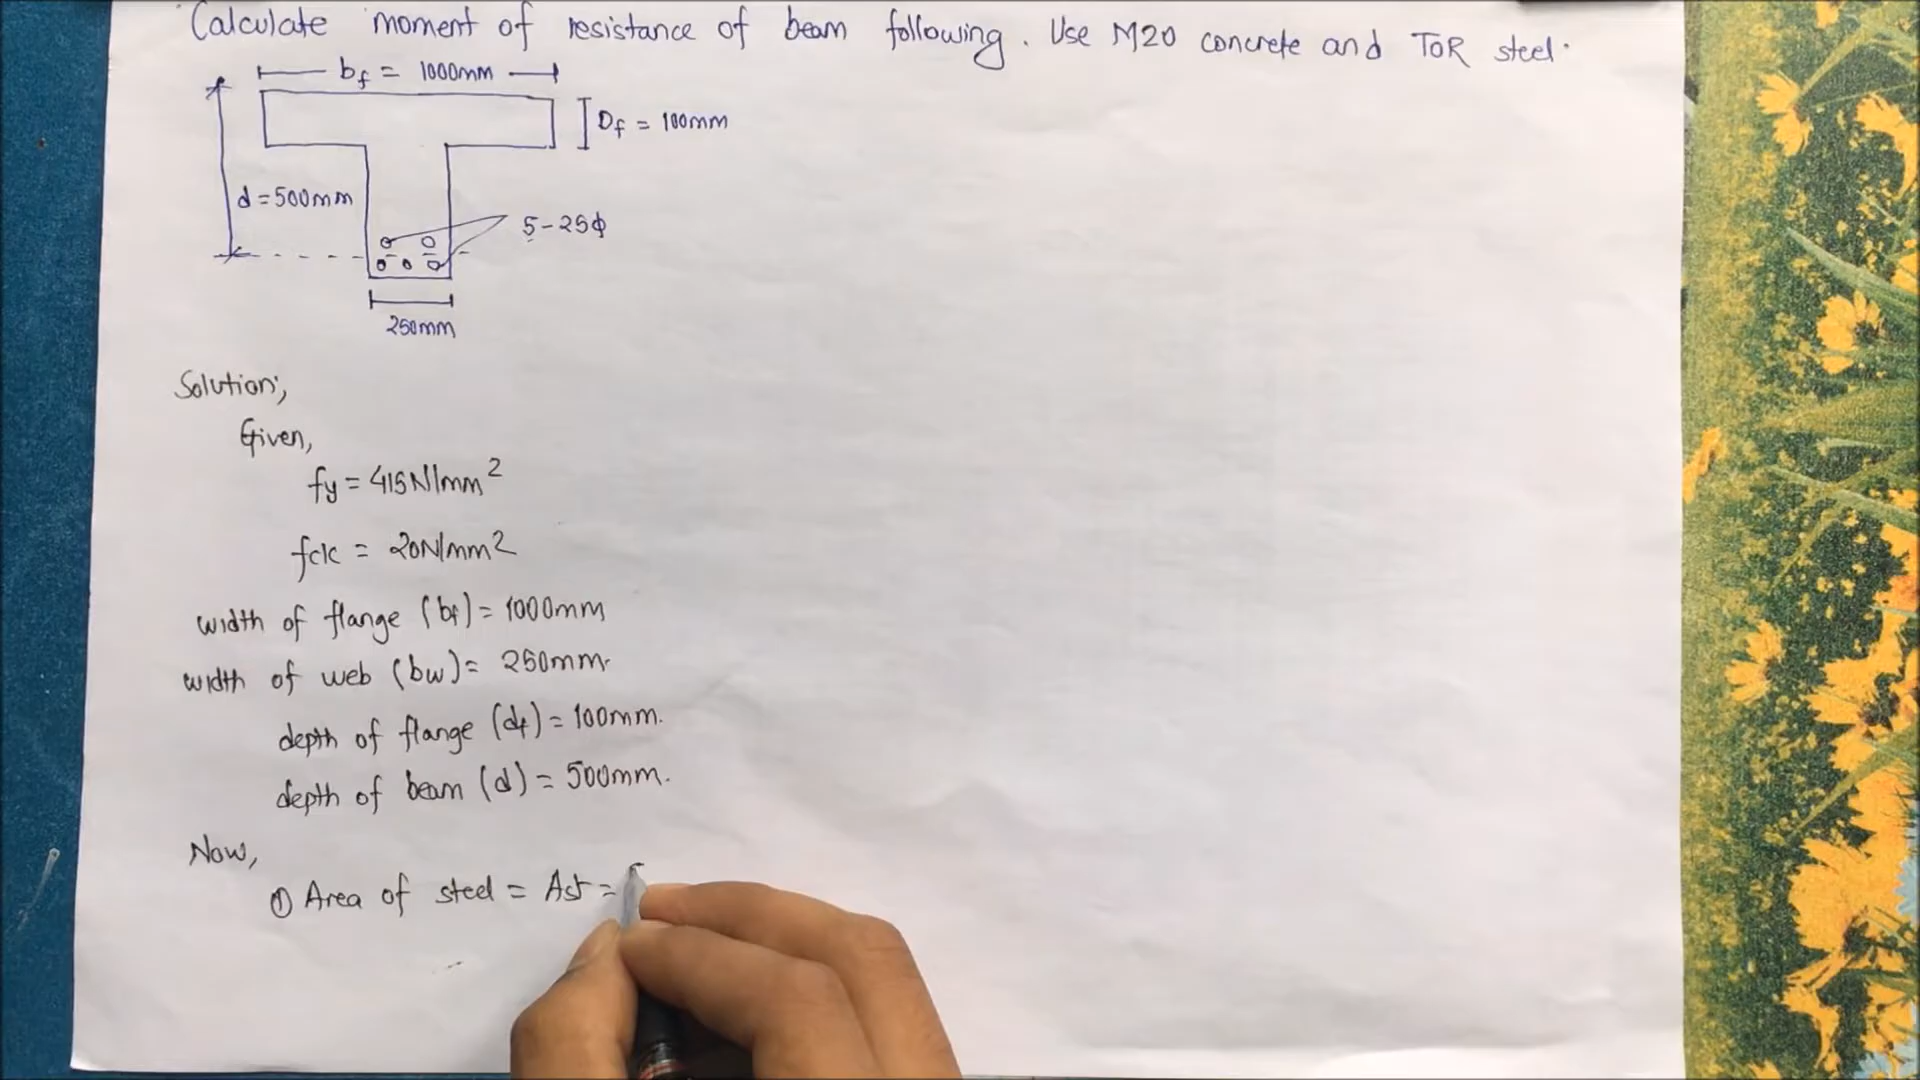 Calculate moment of resistance of beam following. Use M20 concrete and TOR steel.
bf = 1000mm
Df = 100mm
d = 500mm
5-25ϕ
250mm
Solution;,
Given,
fy = 415N/mm²
fck = 20N/mm²
width of flange (bf) = 1000mm
width of web (bw) = 250mm.
depth of flange (df) = 100mm.
depth of beam (d) = 500mm.
Now,
① Area of steel = Ast =